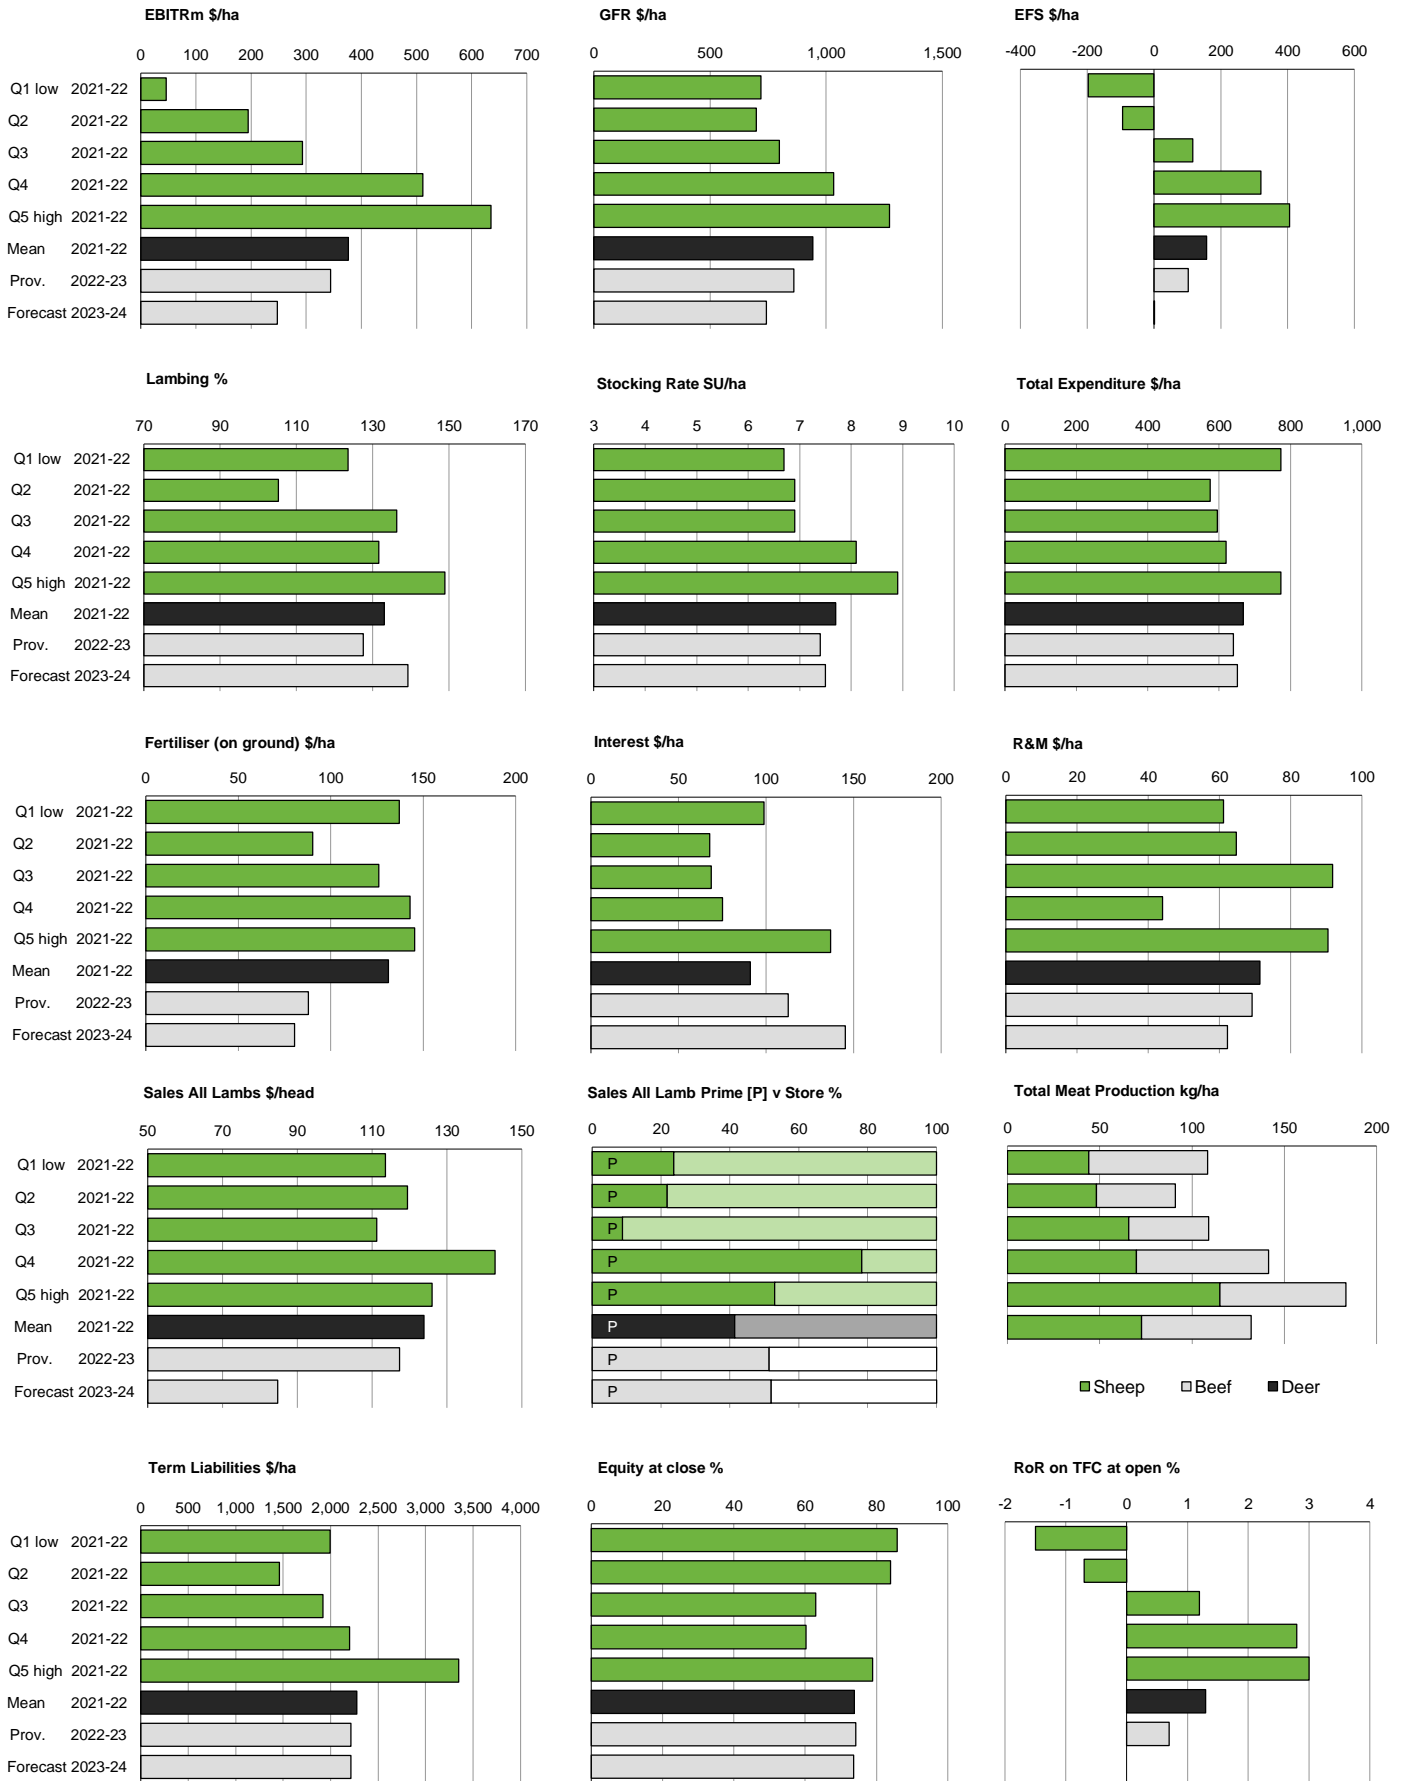 EBITRm $/ha GFR $/ha EFS $/ha
0 100 200 300 400 500 600 700 0 500 1,000 1,500 -400 -200 0 200 400 600
Q1 low 2021-22
Q2 2021-22
Q3 2021-22
Q4 2021-22
Q5 high 2021-22
Mean 2021-22
Prov. 2022-23
Forecast 2023-24
Lambing % Stocking Rate SU/ha Total Expenditure $/ha
70 90 110 130 150 170 3 4 5 6 7 8 9 10 0 200 400 600 800 1,000
Q1 low 2021-22
Q2 2021-22
Q3 2021-22
Q4 2021-22
Q5 high 2021-22
Mean 2021-22
Prov. 2022-23
Forecast 2023-24
Fertiliser (on ground) $/ha Interest $/ha R&M $/ha
0 50 100 150 200 0 50 100 150 200 0 20 40 60 80 100
Q1 low 2021-22
Q2 2021-22
Q3 2021-22
Q4 2021-22
Q5 high 2021-22
Mean 2021-22
Prov. 2022-23
Forecast 2023-24
Sales All Lambs $/head Sales All Lamb Prime [P] v Store % Total Meat Production kg/ha
50 70 90 110 130 150 0 20 40 60 80 100 0 50 100 150 200
Q1 low 2021-22 P
Q2 2021-22 P
Q3 2021-22 P
Q4 2021-22 P
Q5 high 2021-22 P
Mean 2021-22 P
Prov. 2022-23 P
Forecast 2023-24 P Sheep Beef Deer
Term Liabilities $/ha Equity at close % RoR on TFC at open %
0 500 1,000 1,500 2,000 2,500 3,000 3,500 4,000 0 20 40 60 80 100 -2 -1 0 1 2 3 4
Q1 low 2021-22
Q2 2021-22
Q3 2021-22
Q4 2021-22
Q5 high 2021-22
Mean 2021-22
Prov. 2022-23
Forecast 2023-24